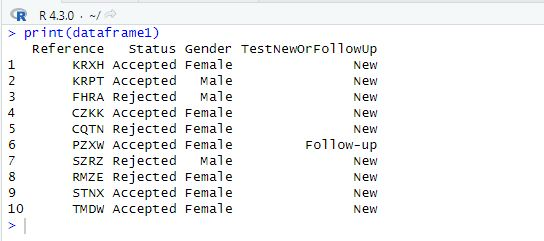 R R 4.3.0 · ~/
> print(dataframe1)
Reference Status Gender TestNewOrFollowUp
1 KRXH Accepted Female New
2 KRPT Accepted Male New
3 FHRA Rejected Male New
4 CZKK Accepted Female New
5 CQTN Rejected Female New
6 PZXW Accepted Female Follow-up
7 SZRZ Rejected Male New
8 RMZE Rejected Female New
9 STNX Accepted Female New
10 TMDW Accepted Female New
>